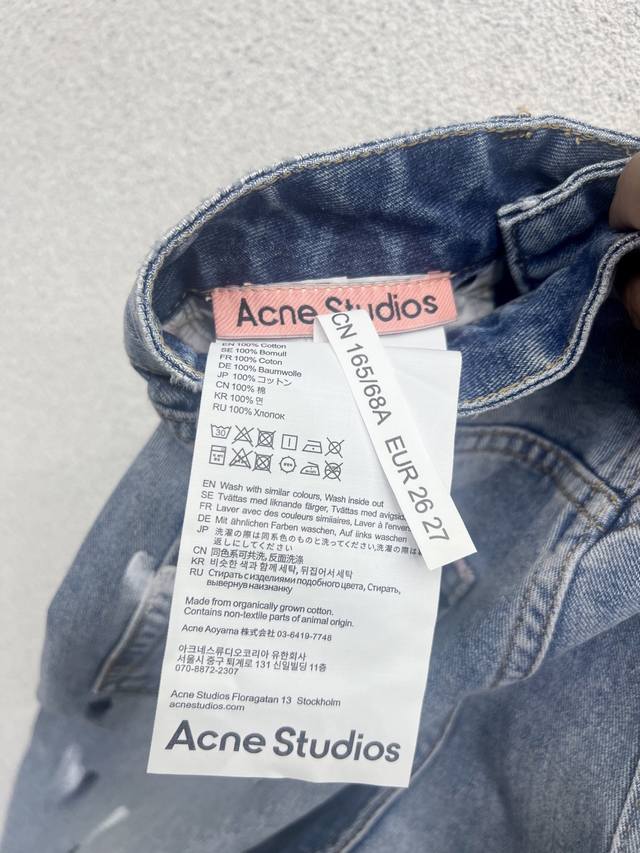 Acne Studios
CN 165/68A EUR 26 27
EN 100% Cotton
SE 100% Bomull
FR 100% Coton
DE 100% Baumwolle
JP 100% コットン
CN 100% 棉
KR 100% 면
RU 100% Хлопок
30
EN Wash with similar colours, Wash inside out
SE Tvättas med liknande färger, Tvättas med
FR Laver avec des couleurs similaires, Laver à
DE Mit ähnlichen Farben waschen, Auf links waschen
JP 洗濯の際は同系色のものと洗ってください,洗濯の際は
返しにしてください
CN 同色系可共洗,反面洗涤
KR 비슷한 색과 함께 세탁, 뒤집어서 세탁
RU Стирать с изделиями подобного цвета, Стирать,
вывернув наизнанку
Made from organically grown cotton.
Contains non-textile parts of animal origin.
Acne Aoyama 株式会社 03-6419-7748
아크네스튜디오코리아 유한회사
서울시 중구 퇴계로 131 신일빌딩 11층
070-8872-2307
Acne Studios Floragatan 13 Stockholm
acnestudios.com
Acne Studios